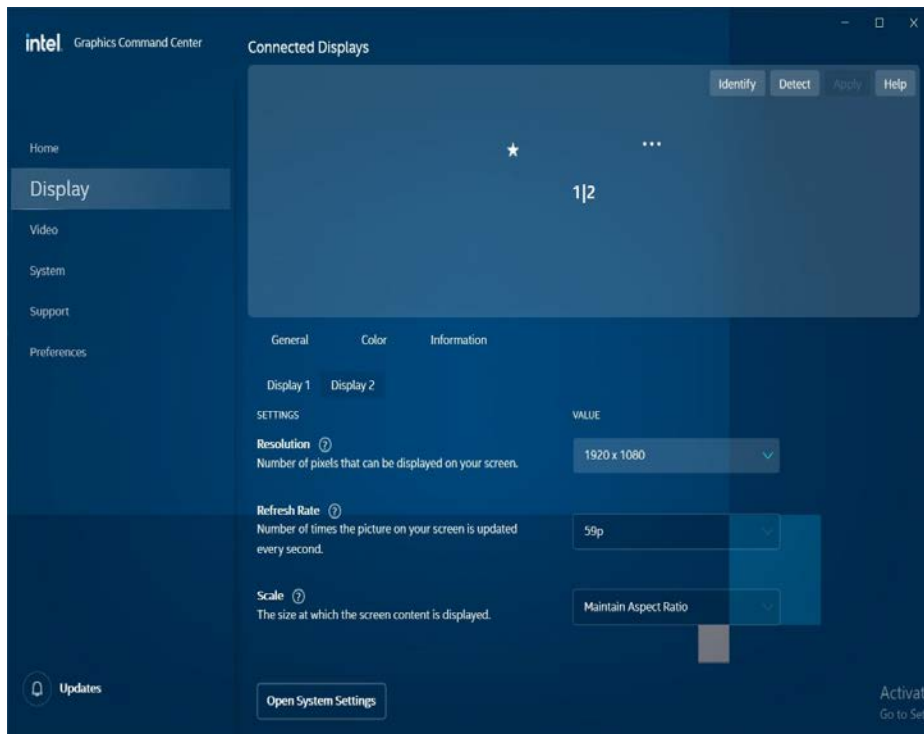 intel. Graphics Command Center
Connected Displays
Identify Detect Apply Help
Home
Display
Video
System
Support
Preferences
1|2
General Color Information
Display 1 Display 2
SETTINGS VALUE
Resolution ?
Number of pixels that can be displayed on your screen.
1920 x 1080
Refresh Rate ?
Number of times the picture on your screen is updated
every second.
59p
Scale ?
The size at which the screen content is displayed.
Maintain Aspect Ratio
Updates
Open System Settings
Activat
Go to Set